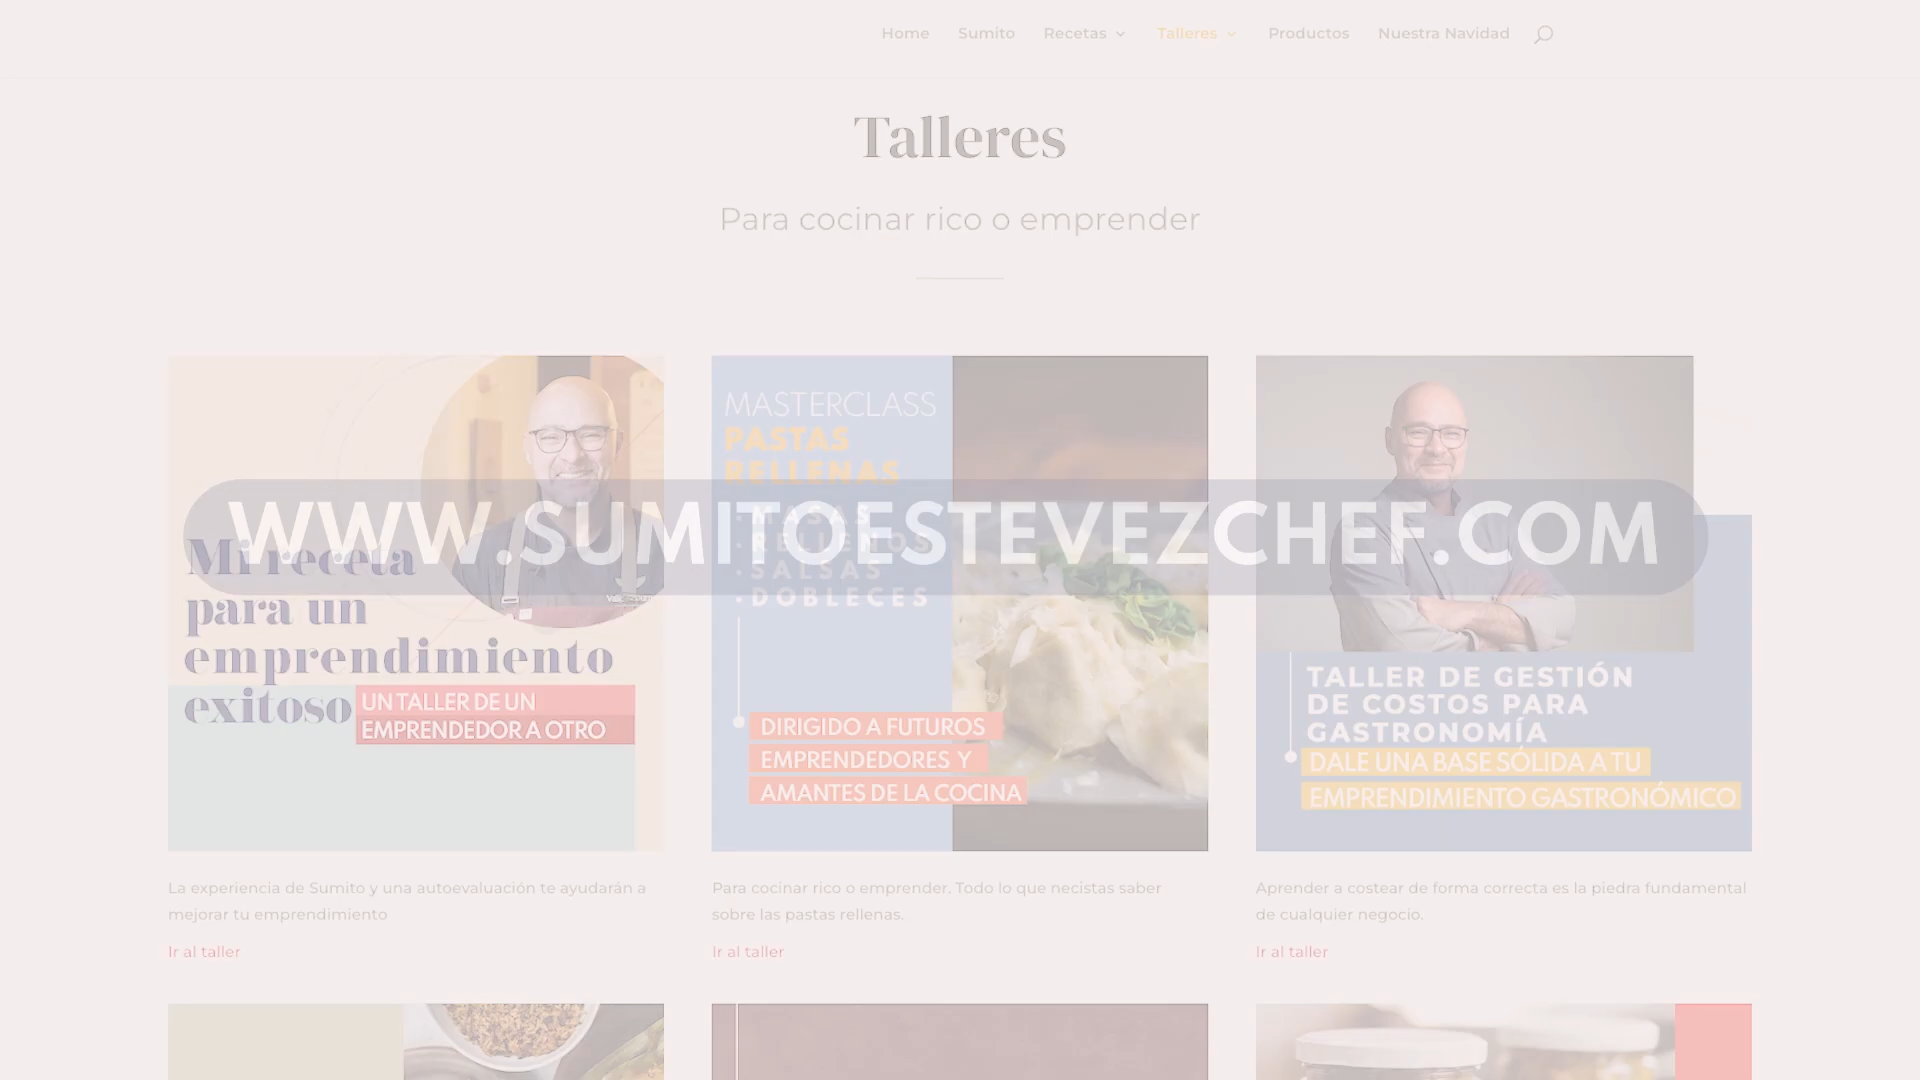 Home Sumito Recetas Talleres Productos Nuestra Navidad
Talleres
Para cocinar rico o emprender
WWW.SUMITOESTEVEZCHEF.COM
Mi receta
para un
emprendimiento
exitoso
UN TALLER DE UN
EMPRENDEDOR A OTRO
La experiencia de Sumito y una autoevaluación te ayudarán a
mejorar tu emprendimiento
Ir al taller
MASTERCLASS
PASTAS
RELLENAS
• MASAS
• RELLENOS
• SALSAS
• DOBLECES
DIRIGIDO A FUTUROS
EMPRENDEDORES Y
AMANTES DE LA COCINA
Para cocinar rico o emprender. Todo lo que necistas saber
sobre las pastas rellenas.
Ir al taller
TALLER DE GESTIÓN
DE COSTOS PARA
GASTRONOMÍA
DALE UNA BASE SÓLIDA A TU
EMPRENDIMIENTO GASTRONÓMICO
Aprender a costear de forma correcta es la piedra fundamental
de cualquier negocio.
Ir al taller